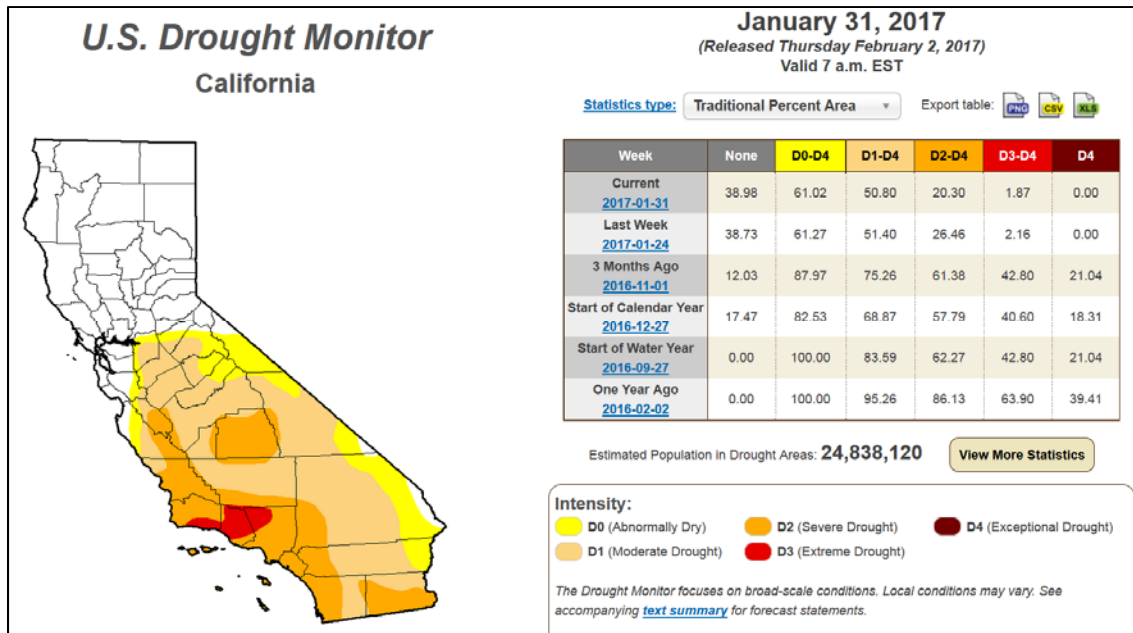 U.S. Drought Monitor
California
January 31, 2017
(Released Thursday February 2, 2017)
Valid 7 a.m. EST
Statistics type: Traditional Percent Area Export table: PNG CSV XLS
Week None D0-D4 D1-D4 D2-D4 D3-D4 D4
Current
2017-01-31 38.98 61.02 50.80 20.30 1.87 0.00
Last Week
2017-01-24 38.73 61.27 51.40 26.46 2.16 0.00
3 Months Ago
2016-11-01 12.03 87.97 75.26 61.38 42.80 21.04
Start of Calendar Year
2016-12-27 17.47 82.53 68.87 57.79 40.60 18.31
Start of Water Year
2016-09-27 0.00 100.00 83.59 62.27 42.80 21.04
One Year Ago
2016-02-02 0.00 100.00 95.26 86.13 63.90 39.41
Estimated Population in Drought Areas: 24,838,120 View More Statistics
Intensity:
D0 (Abnormally Dry) D2 (Severe Drought) D4 (Exceptional Drought)
D1 (Moderate Drought) D3 (Extreme Drought)
The Drought Monitor focuses on broad-scale conditions. Local conditions may vary. See
accompanying text summary for forecast statements.